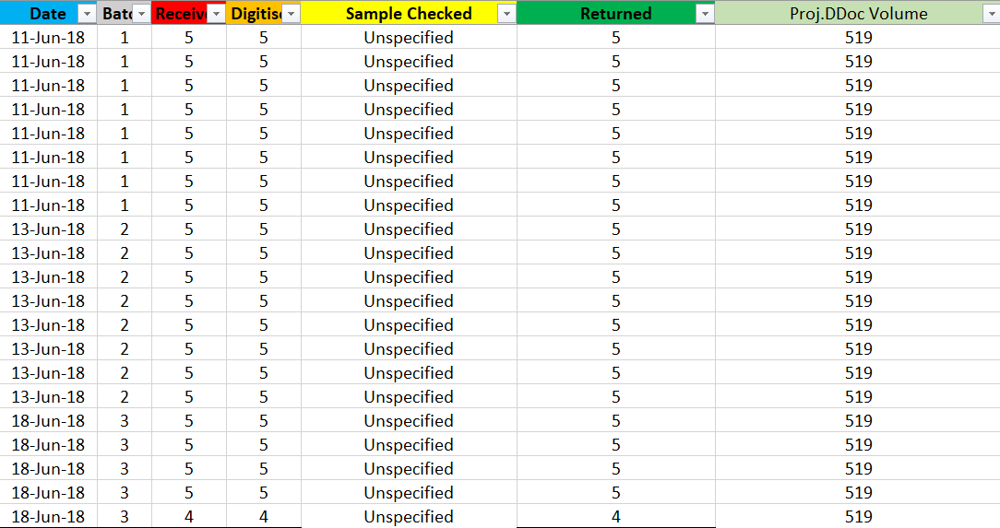 Date Batc Receive Digitise Sample Checked Returned Proj.DDoc Volume
11-Jun-18 1 5 5 Unspecified 5 519
11-Jun-18 1 5 5 Unspecified 5 519
11-Jun-18 1 5 5 Unspecified 5 519
11-Jun-18 1 5 5 Unspecified 5 519
11-Jun-18 1 5 5 Unspecified 5 519
11-Jun-18 1 5 5 Unspecified 5 519
11-Jun-18 1 5 5 Unspecified 5 519
11-Jun-18 1 5 5 Unspecified 5 519
13-Jun-18 2 5 5 Unspecified 5 519
13-Jun-18 2 5 5 Unspecified 5 519
13-Jun-18 2 5 5 Unspecified 5 519
13-Jun-18 2 5 5 Unspecified 5 519
13-Jun-18 2 5 5 Unspecified 5 519
13-Jun-18 2 5 5 Unspecified 5 519
13-Jun-18 2 5 5 Unspecified 5 519
13-Jun-18 2 5 5 Unspecified 5 519
18-Jun-18 3 5 5 Unspecified 5 519
18-Jun-18 3 5 5 Unspecified 5 519
18-Jun-18 3 5 5 Unspecified 5 519
18-Jun-18 3 5 5 Unspecified 5 519
18-Jun-18 3 4 4 Unspecified 4 519